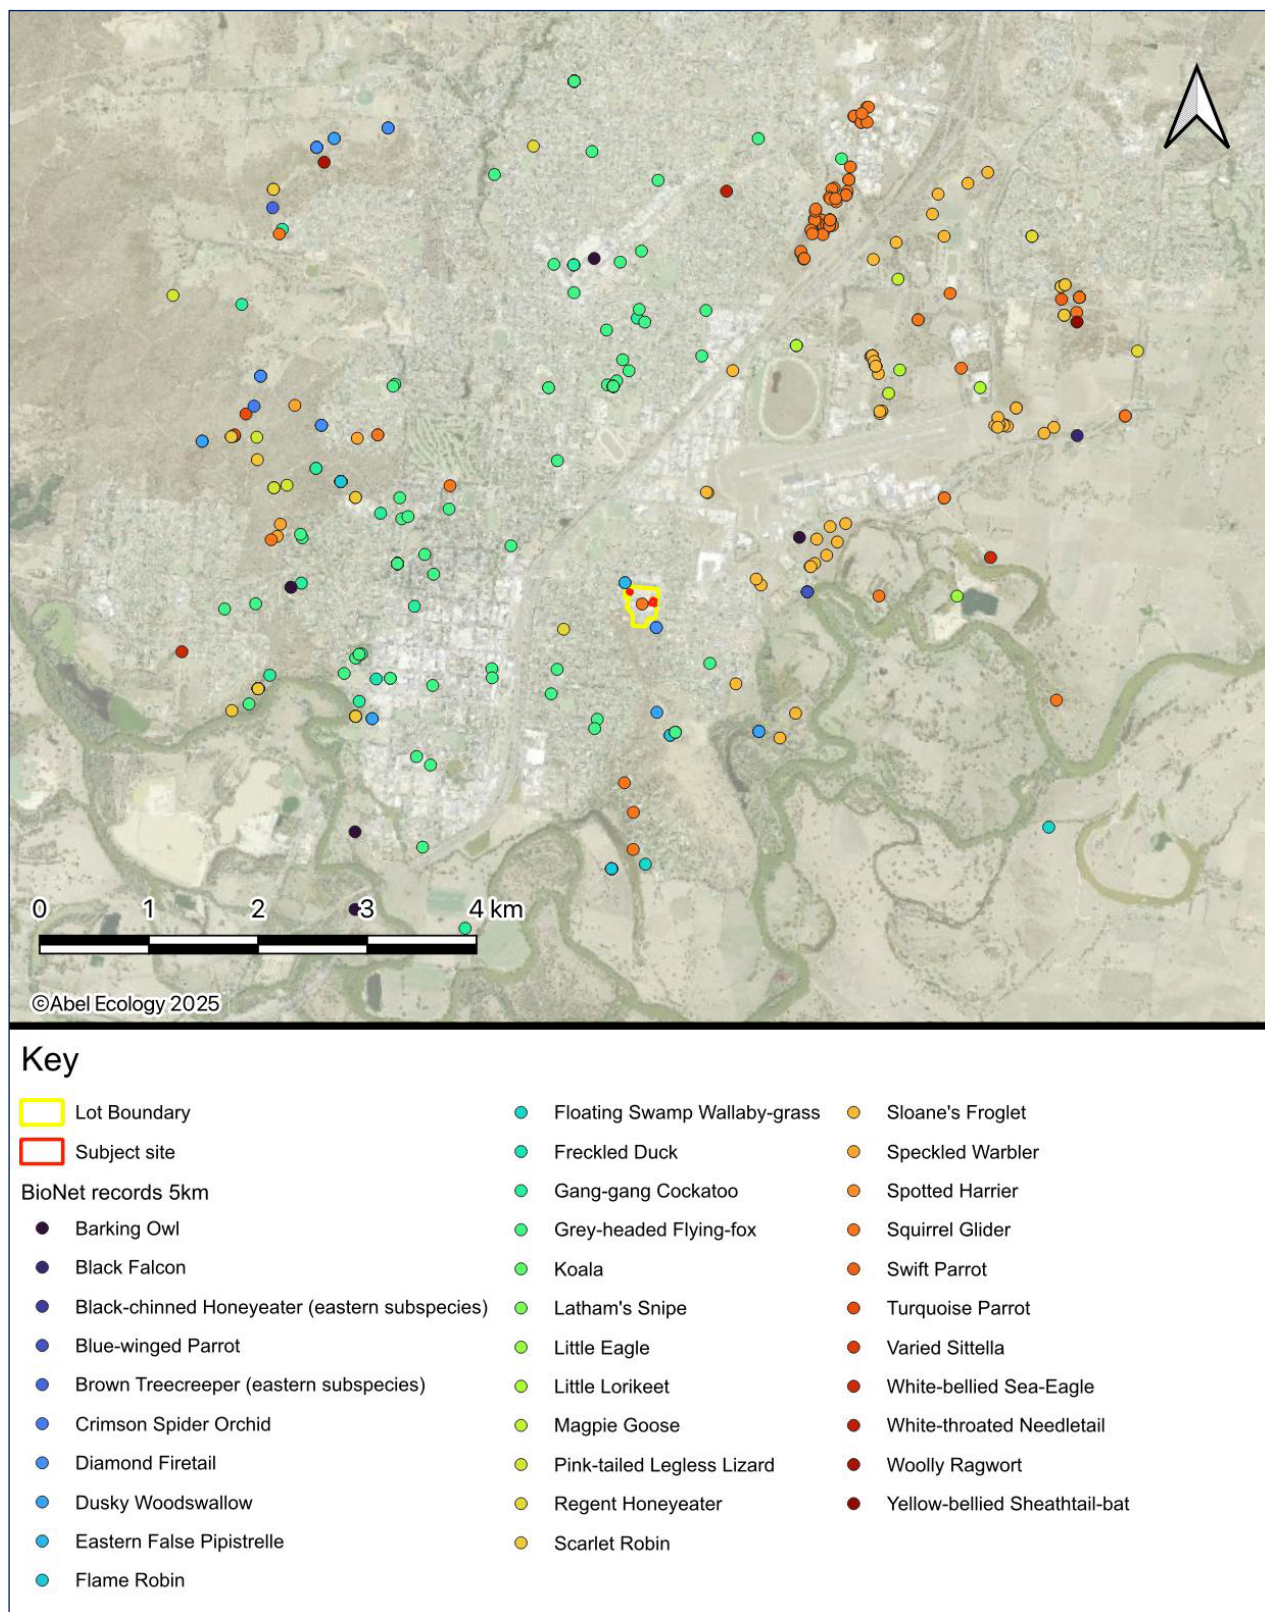 0 1 2 3 4 km
©Abel Ecology 2025
Key
Lot Boundary
Subject site
BioNet records 5km
Barking Owl
Black Falcon
Black-chinned Honeyeater (eastern subspecies)
Blue-winged Parrot
Brown Treecreeper (eastern subspecies)
Crimson Spider Orchid
Diamond Firetail
Dusky Woodswallow
Eastern False Pipistrelle
Flame Robin
Floating Swamp Wallaby-grass
Freckled Duck
Gang-gang Cockatoo
Grey-headed Flying-fox
Koala
Latham's Snipe
Little Eagle
Little Lorikeet
Magpie Goose
Pink-tailed Legless Lizard
Regent Honeyeater
Scarlet Robin
Sloane's Froglet
Speckled Warbler
Spotted Harrier
Squirrel Glider
Swift Parrot
Turquoise Parrot
Varied Sittella
White-bellied Sea-Eagle
White-throated Needletail
Woolly Ragwort
Yellow-bellied Sheathtail-bat